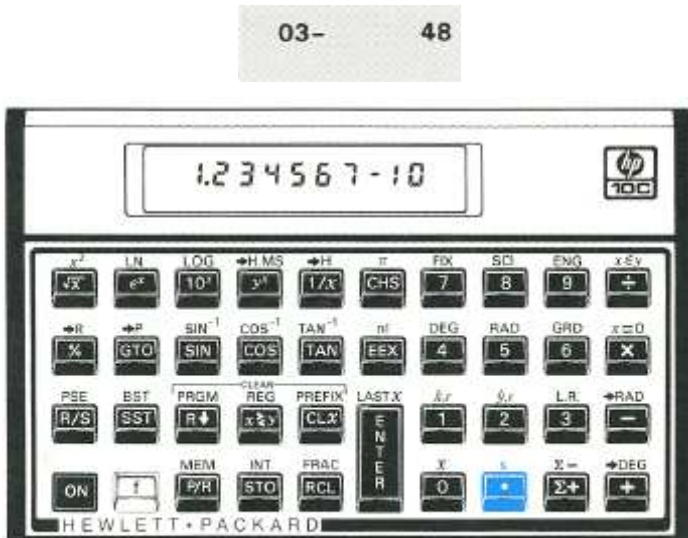 03- 48
1.234567-10
hp
10C
x² LN LOG →H.MS →H π FIX SCI ENG x≤y
√x eˣ 10ˣ yˣ 1/x CHS 7 8 9 ÷
→R →P SIN⁻¹ COS⁻¹ TAN⁻¹ n! DEG RAD GRD x=0
% GTO SIN COS TAN EEX 4 5 6 ×
CLEAR
PSE BST PRGM REG PREFIX LAST X x̂,r ŷ,r L.R. →RAD
R/S SST R↓ x≷y CLx ENTER 1 2 3 −
MEM INT FRAC x̄ s Σ− →DEG
ON f P/R STO RCL 0 • Σ+ +
HEWLETT·PACKARD